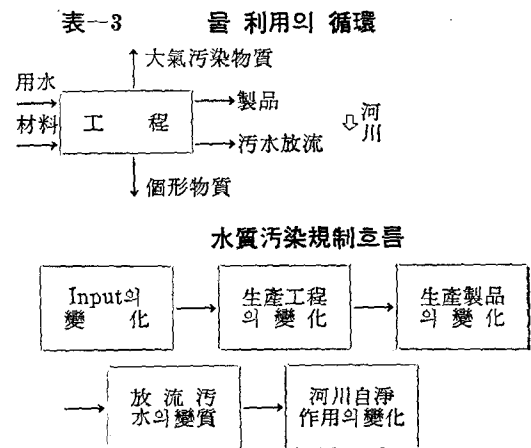 表—3 물 利用의 循環
大氣汚染物質
用水
材料
工 程
製品
汚水放流
河川
個形物質
水質汚染規制흐름
Input의
變 化
生産工程
의 變化
生産製品
의 變化
放流汚
水의變質
河川自淨
作用의變化